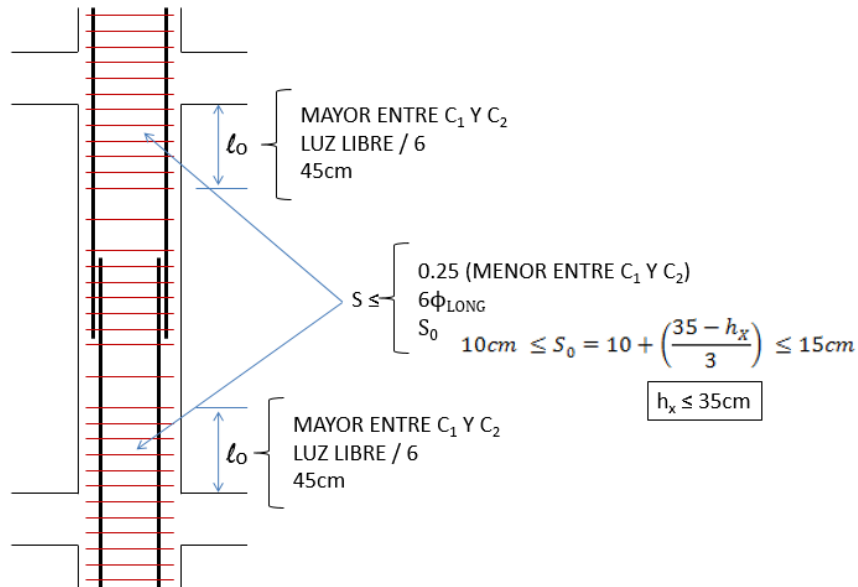 ℓo
MAYOR ENTRE C₁ Y C₂
LUZ LIBRE / 6
45cm
S ≤
0.25 (MENOR ENTRE C₁ Y C₂)
6ϕLONG
S₀
10cm ≤ S₀ = 10 + ((35 − hₓ)/3) ≤ 15cm
hₓ ≤ 35cm
ℓo
MAYOR ENTRE C₁ Y C₂
LUZ LIBRE / 6
45cm